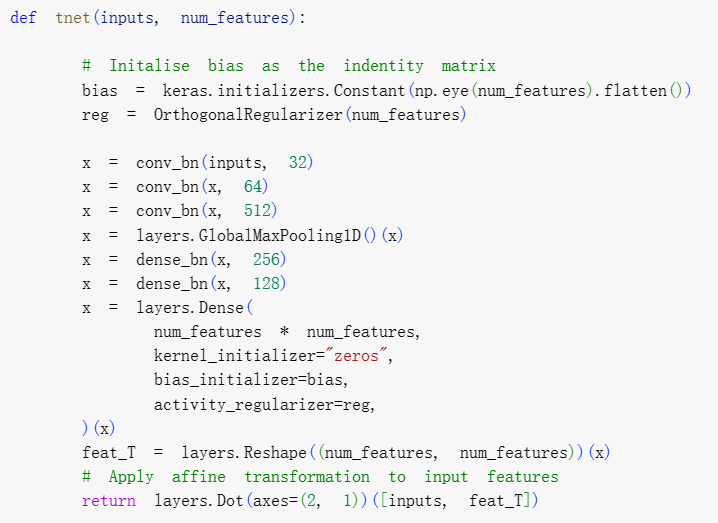 def tnet(inputs, num_features):
# Initalise bias as the indentity matrix
bias = keras.initializers.Constant(np.eye(num_features).flatten())
reg = OrthogonalRegularizer(num_features)
x = conv_bn(inputs, 32)
x = conv_bn(x, 64)
x = conv_bn(x, 512)
x = layers.GlobalMaxPooling1D()(x)
x = dense_bn(x, 256)
x = dense_bn(x, 128)
x = layers.Dense(
num_features * num_features,
kernel_initializer="zeros",
bias_initializer=bias,
activity_regularizer=reg,
)(x)
feat_T = layers.Reshape((num_features, num_features))(x)
# Apply affine transformation to input features
return layers.Dot(axes=(2, 1))([inputs, feat_T])